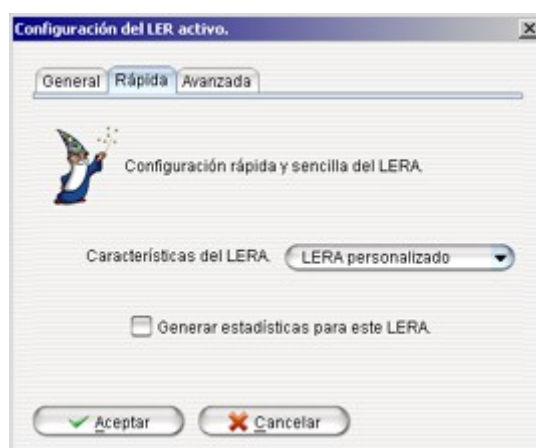 Configuración del LER activo.
General Rápida Avanzada
Configuración rápida y sencilla del LERA.
Características del LERA. LERA personalizado
Generar estadísticas para este LERA.
Aceptar Cancelar